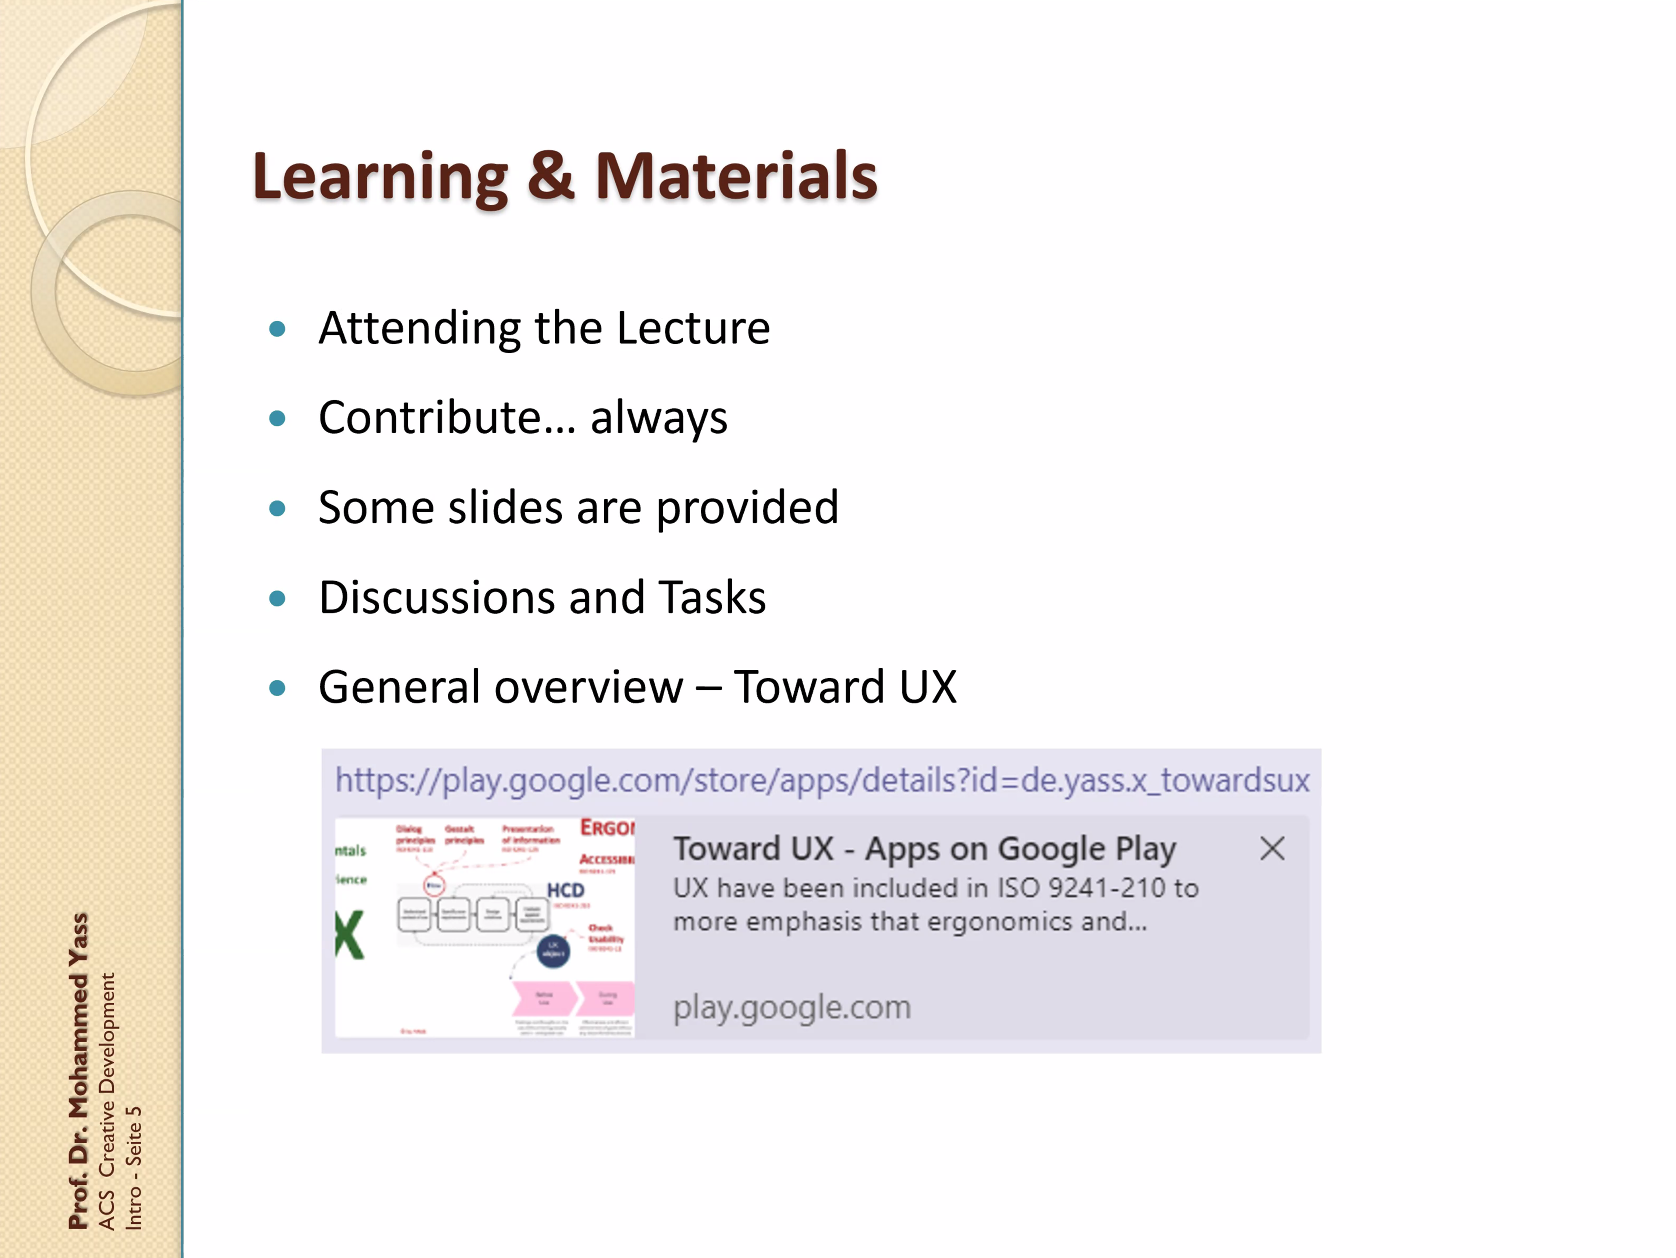 Learning & Materials
Attending the Lecture
Contribute… always
Some slides are provided
Discussions and Tasks
General overview – Toward UX
https://play.google.com/store/apps/details?id=de.yass.x_towardsux
Toward UX - Apps on Google Play
UX have been included in ISO 9241-210 to
more emphasis that ergonomics and...
play.google.com
ntals
ience
X
Dialog
principles
Gestalt
principles
Presentation
of information
ERGO
ACCESSIBI
HCD
Check
Usability
UX
object
Prof. Dr. Mohammed Yass
ACS Creative Development
Intro - Seite 5